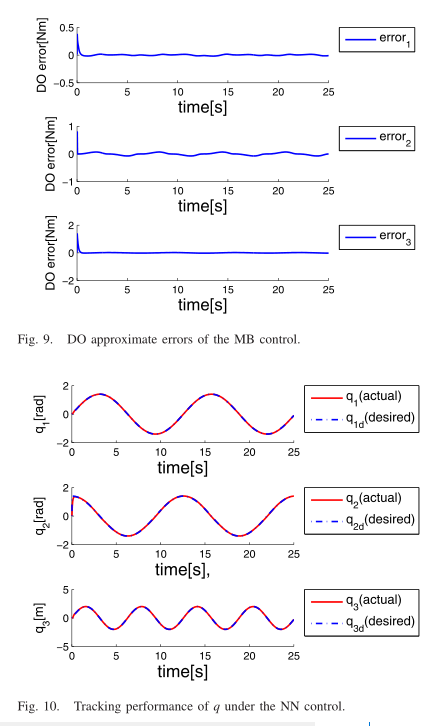 DO error[Nm]
0.5
0
-0.5
0 5 10 15 20 25
time[s]
error1
DO error[Nm]
1
0
-1
0 5 10 15 20 25
time[s]
error2
DO error[Nm]
2
0
-2
0 5 10 15 20 25
time[s]
error3
Fig. 9. DO approximate errors of the MB control.
q1[rad]
2
0
-2
0 5 10 15 20 25
time[s]
q1(actual)
q1d(desired)
q2[rad]
2
0
-2
0 5 10 15 20 25
time[s],
q2(actual)
q2d(desired)
q3[m]
5
0
-5
0 5 10 15 20 25
time[s]
q3(actual)
q3d(desired)
Fig. 10. Tracking performance of q under the NN control.